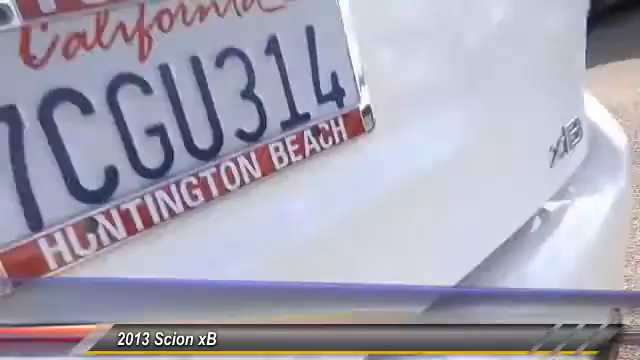 California
7CGU314
HUNTINGTON BEACH
xB
2013 Scion xB